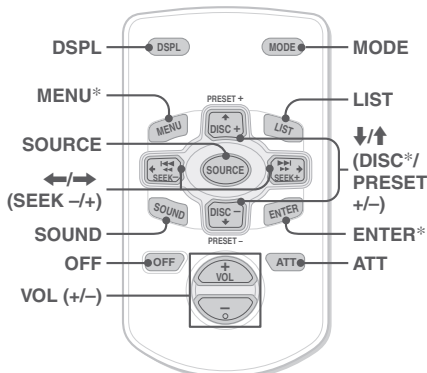 DSPL DSPL MODE MODE
MENU* PRESET + LIST
MENU DISC + LIST
SOURCE ↓/↑
SOURCE (DISC*/
←/→ SEEK– SEEK+ PRESET
(SEEK –/+) +/–)
SOUND DISC – ENTER
SOUND PRESET – ENTER*
OFF OFF ATT ATT
VOL (+/–) + VOL –